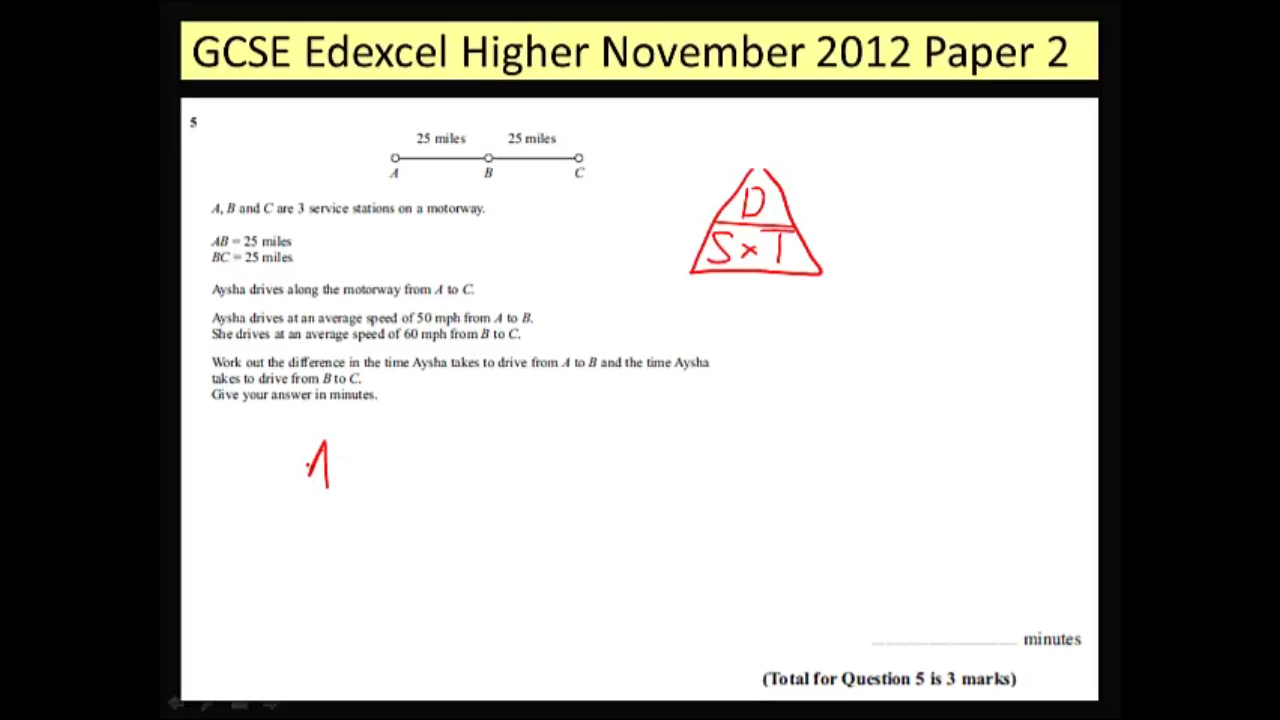 GCSE Edexcel Higher November 2012 Paper 2
5
25 miles 25 miles
A B C
A, B and C are 3 service stations on a motorway.
AB = 25 miles
BC = 25 miles
Aysha drives along the motorway from A to C.
Aysha drives at an average speed of 50 mph from A to B.
She drives at an average speed of 60 mph from B to C.
Work out the difference in the time Aysha takes to drive from A to B and the time Aysha
takes to drive from B to C.
Give your answer in minutes.
D
S × T
A
minutes
(Total for Question 5 is 3 marks)